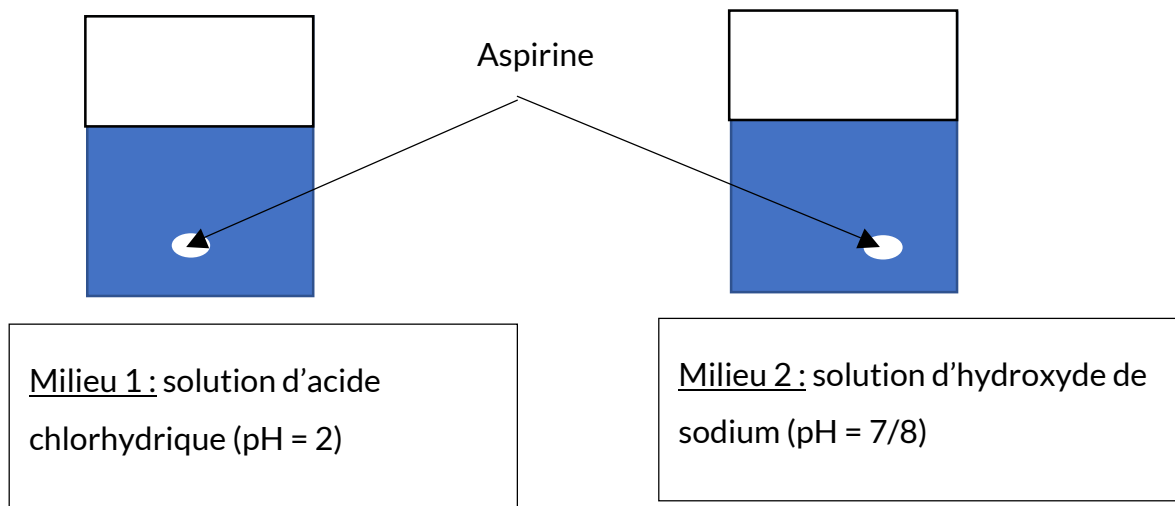 Aspirine
Milieu 1 : solution d’acide
chlorhydrique (pH = 2)
Milieu 2 : solution d’hydroxyde de
sodium (pH = 7/8)